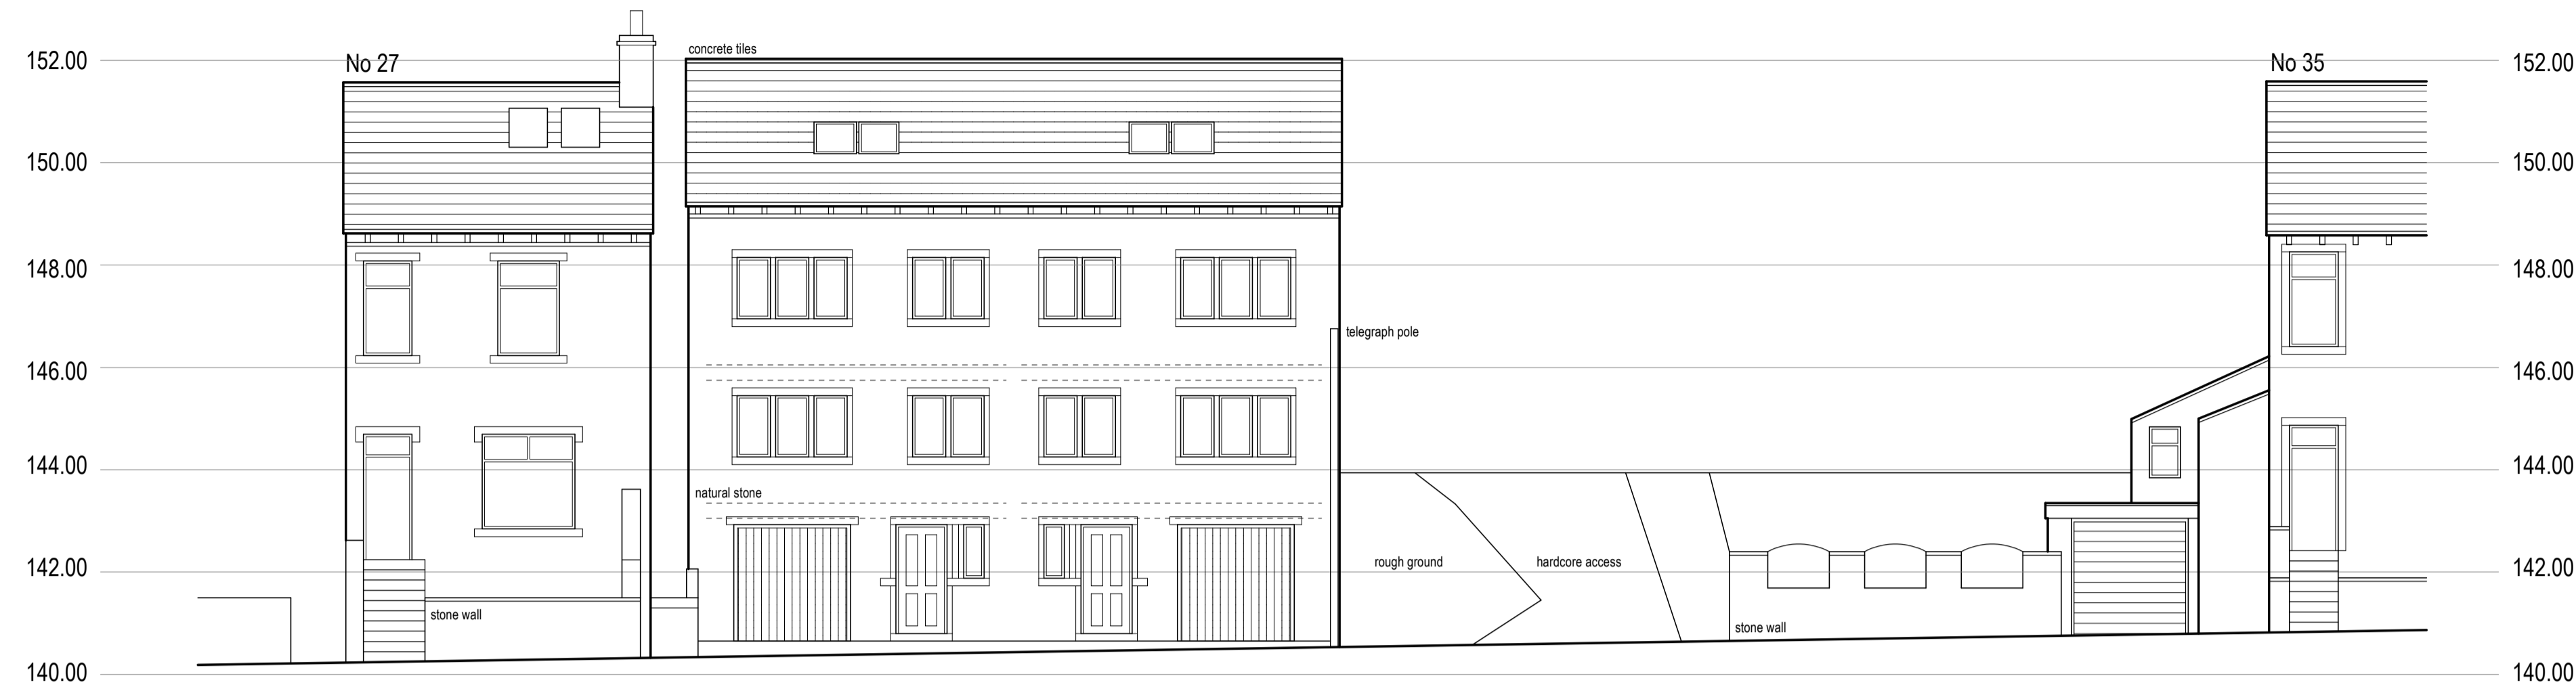 concrete tiles
152.00
No 27
No 35
152.00
150.00
150.00
148.00
148.00
telegraph pole
146.00
146.00
144.00
144.00
natural stone
rough ground
hardcore access
142.00
142.00
stone wall
stone wall
140.00
140.00